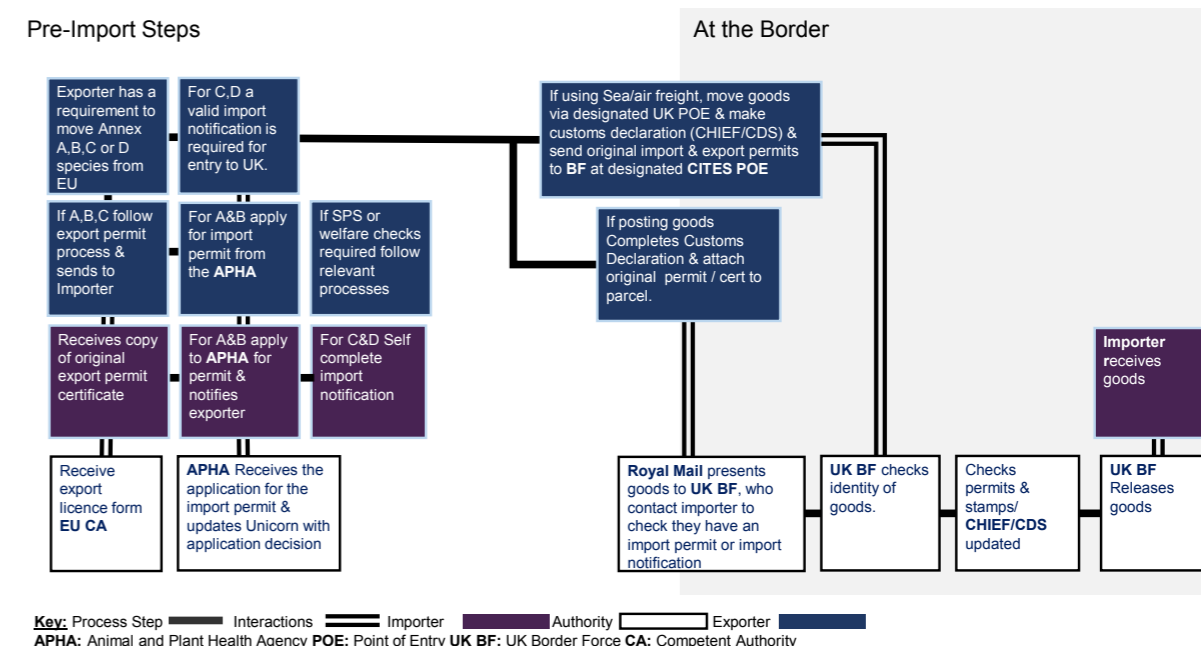 Pre-Import Steps
At the Border
Exporter has a
requirement to
move Annex
A,B,C or D
species from
EU
For C,D a
valid import
notification is
required for
entry to UK.
If using Sea/air freight, move goods
via designated UK POE & make
customs declaration (CHIEF/CDS) &
send original import & export permits
to BF at designated CITES POE
If A,B,C follow
export permit
process &
sends to
Importer
For A&B apply
for import
permit from
the APHA
If SPS or
welfare checks
required follow
relevant
processes
If posting goods
Completes Customs
Declaration & attach
original permit / cert to
parcel.
Receives copy
of original
export permit
certificate
For A&B apply
to APHA for
permit &
notifies
exporter
For C&D Self
complete
import
notification
Importer
receives
goods
Receive
export
licence form
EU CA
APHA Receives the
application for the
import permit &
updates Unicorn with
application decision
Royal Mail presents
goods to UK BF, who
contact importer to
check they have an
import permit or import
notification
UK BF checks
identity of
goods.
Checks
permits &
stamps/
CHIEF/CDS
updated
UK BF
Releases
goods
Key: Process Step Interactions Importer Authority Exporter
APHA: Animal and Plant Health Agency POE: Point of Entry UK BF: UK Border Force CA: Competent Authority